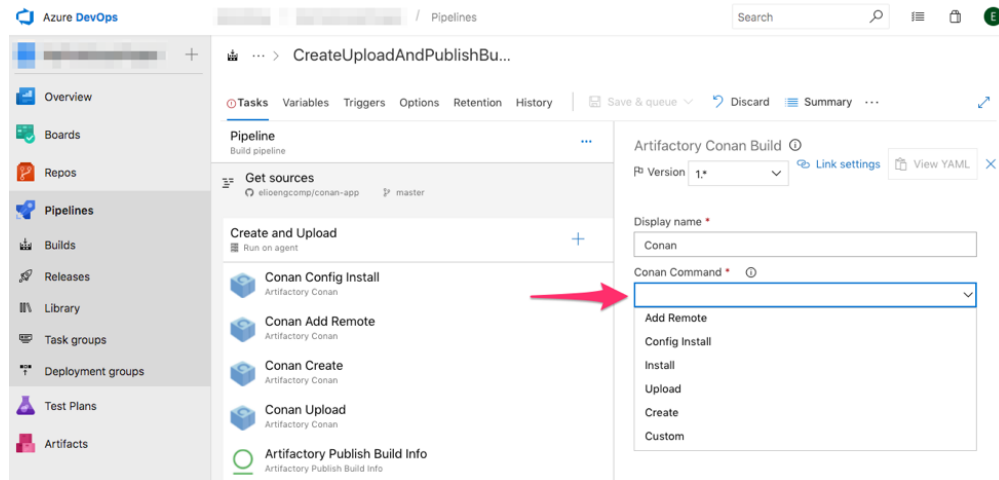 Azure DevOps
/ Pipelines
Search
E
CreateUploadAndPublishBu...
Overview
Boards
Repos
Pipelines
Builds
Releases
Library
Task groups
Deployment groups
Test Plans
Artifacts
Tasks Variables Triggers Options Retention History Save & queue Discard Summary ...
Pipeline
Build pipeline
Get sources
elioengcomp/conan-app master
Create and Upload
Run on agent
Conan Config Install
Artifactory Conan
Conan Add Remote
Artifactory Conan
Conan Create
Artifactory Conan
Conan Upload
Artifactory Conan
Artifactory Publish Build Info
Artifactory Publish Build Info
Artifactory Conan Build
Version 1.* Link settings View YAML
Display name *
Conan
Conan Command *
Add Remote
Config Install
Install
Upload
Create
Custom